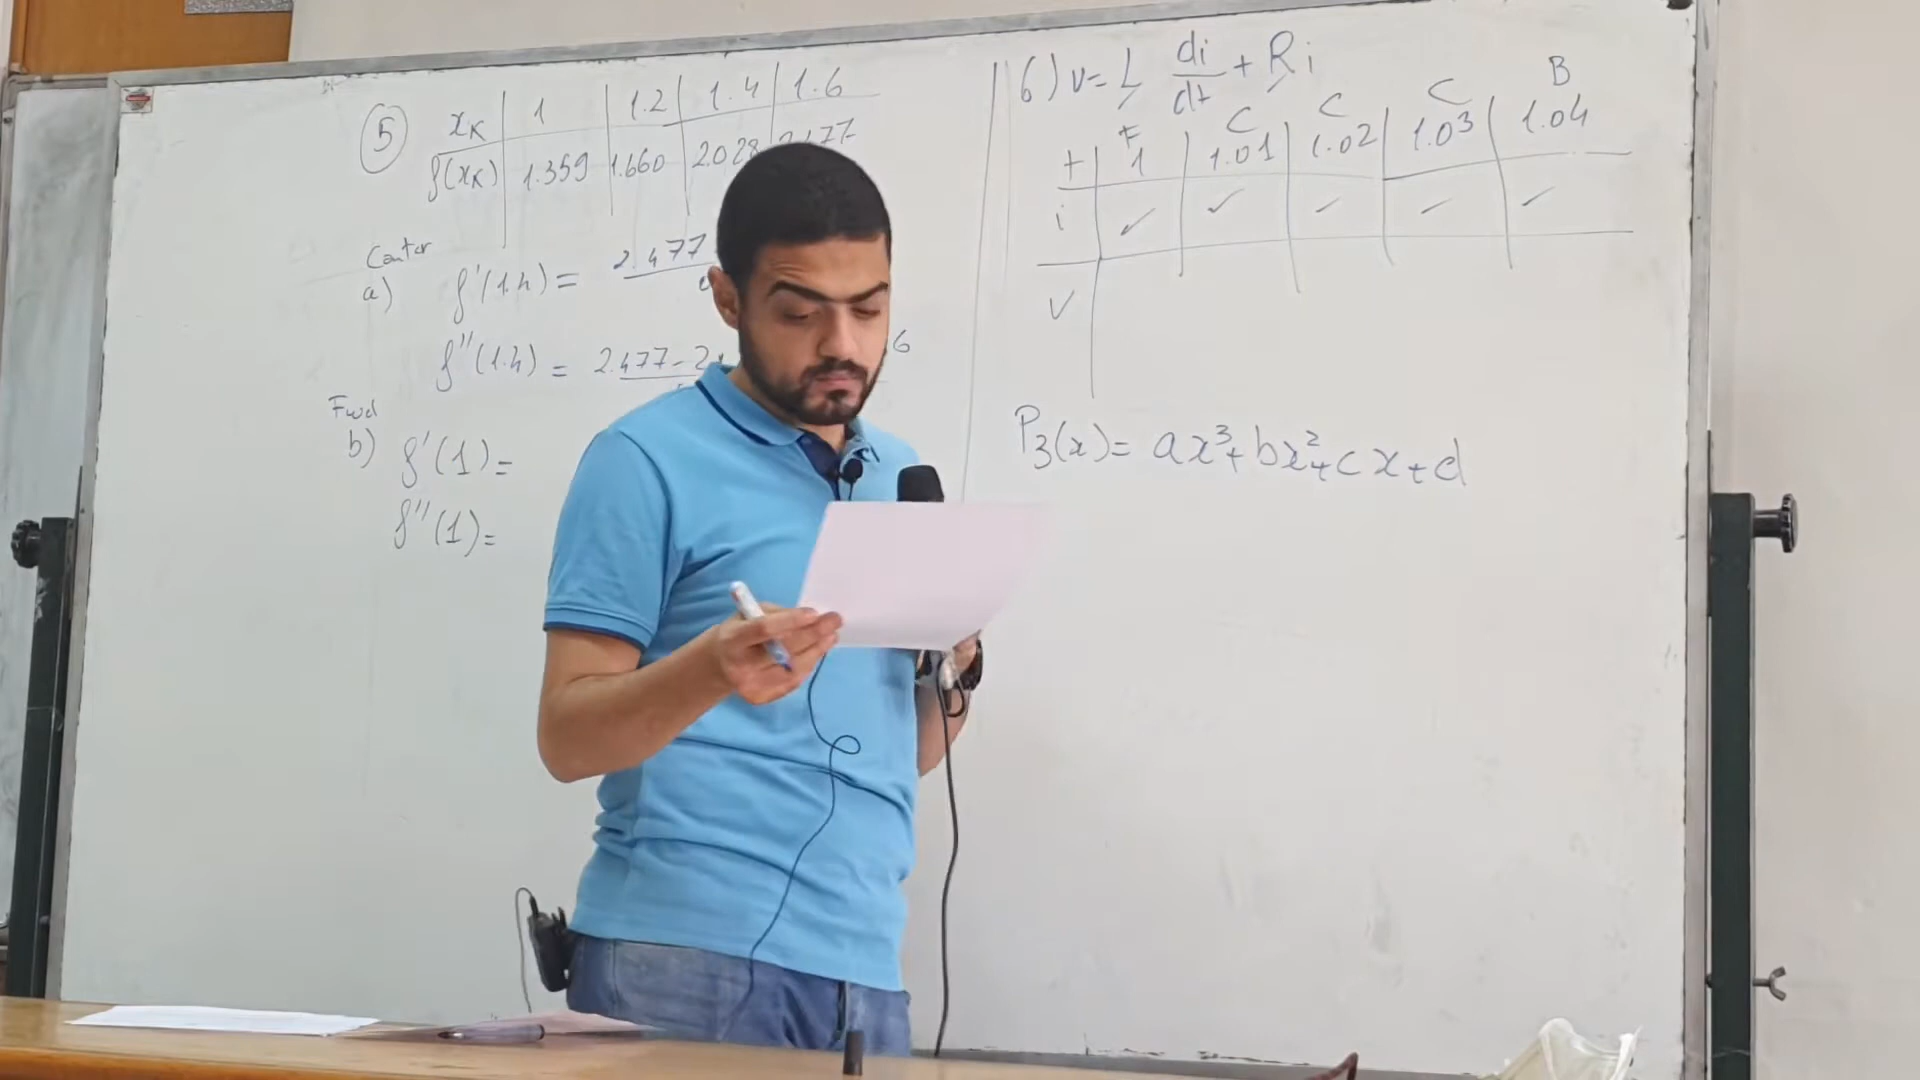 5
xK | 1 | 1.2 | 1.4 | 1.6
f(xK) | 1.359 | 1.660 | 2.028
Center
a) f'(1.4) = 2.477
f''(1.4) = 2.477 - 2
6
Fwd
b) f'(1) =
f''(1) =
6) v = L di/dt + Ri
F C C C B
t | 1 | 1.01 | 1.02 | 1.03 | 1.04
i | ✓ | ✓ | ✓ | ✓ | ✓
v
P₃(x) = ax³ + bx² + cx + d